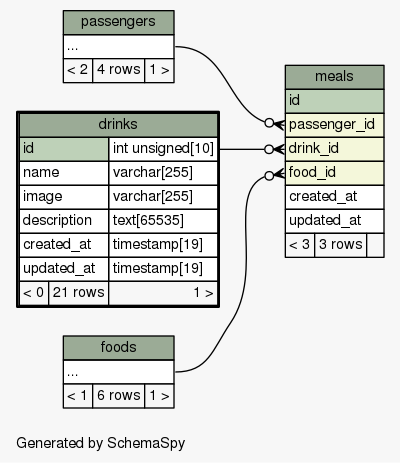 passengers
...
< 2 4 rows 1 >
drinks
id int unsigned[10]
name varchar[255]
image varchar[255]
description text[65535]
created_at timestamp[19]
updated_at timestamp[19]
< 0 21 rows 1 >
meals
id
passenger_id
drink_id
food_id
created_at
updated_at
< 3 3 rows
foods
...
< 1 6 rows 1 >
Generated by SchemaSpy